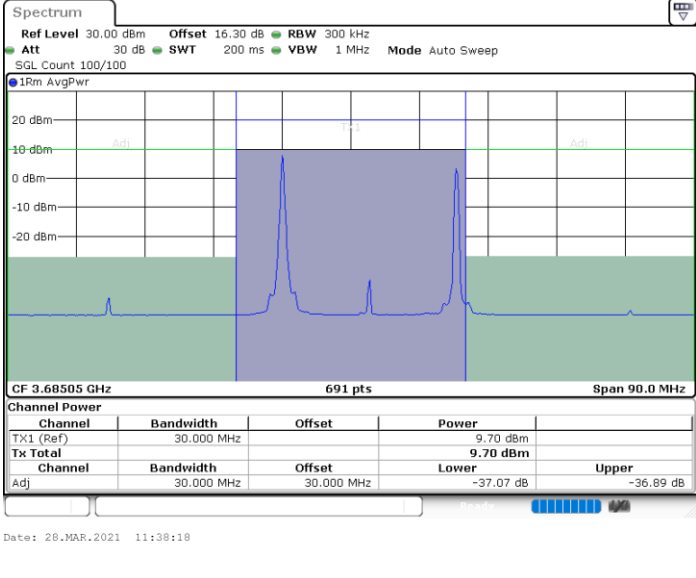 Spectrum
Ref Level 30.00 dBm Offset 16.30 dB RBW 300 kHz
Att 30 dB SWT 200 ms VBW 1 MHz Mode Auto Sweep
SGL Count 100/100
1Rm AvgPwr
20 dBm
Tx1
Adj Adj
10 dBm
0 dBm
-10 dBm
-20 dBm
CF 3.68505 GHz 691 pts Span 90.0 MHz
Channel Power
Channel Bandwidth Offset Power
TX1 (Ref) 30.000 MHz 9.70 dBm
Tx Total 9.70 dBm
Channel Bandwidth Offset Lower Upper
Adj 30.000 MHz 30.000 MHz -37.07 dB -36.89 dB
Ready
Date: 28.MAR.2021 11:38:18